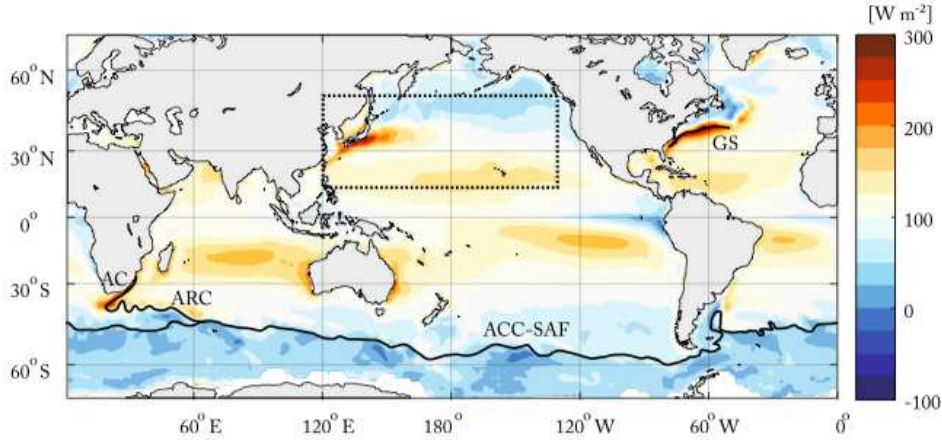 [W m⁻²]
300
60° N
200
GS
30° N
100
0°
AC
30° S
ARC
0
ACC-SAF
60° S
-100
60° E
120° E
180°
120° W
60° W
0°